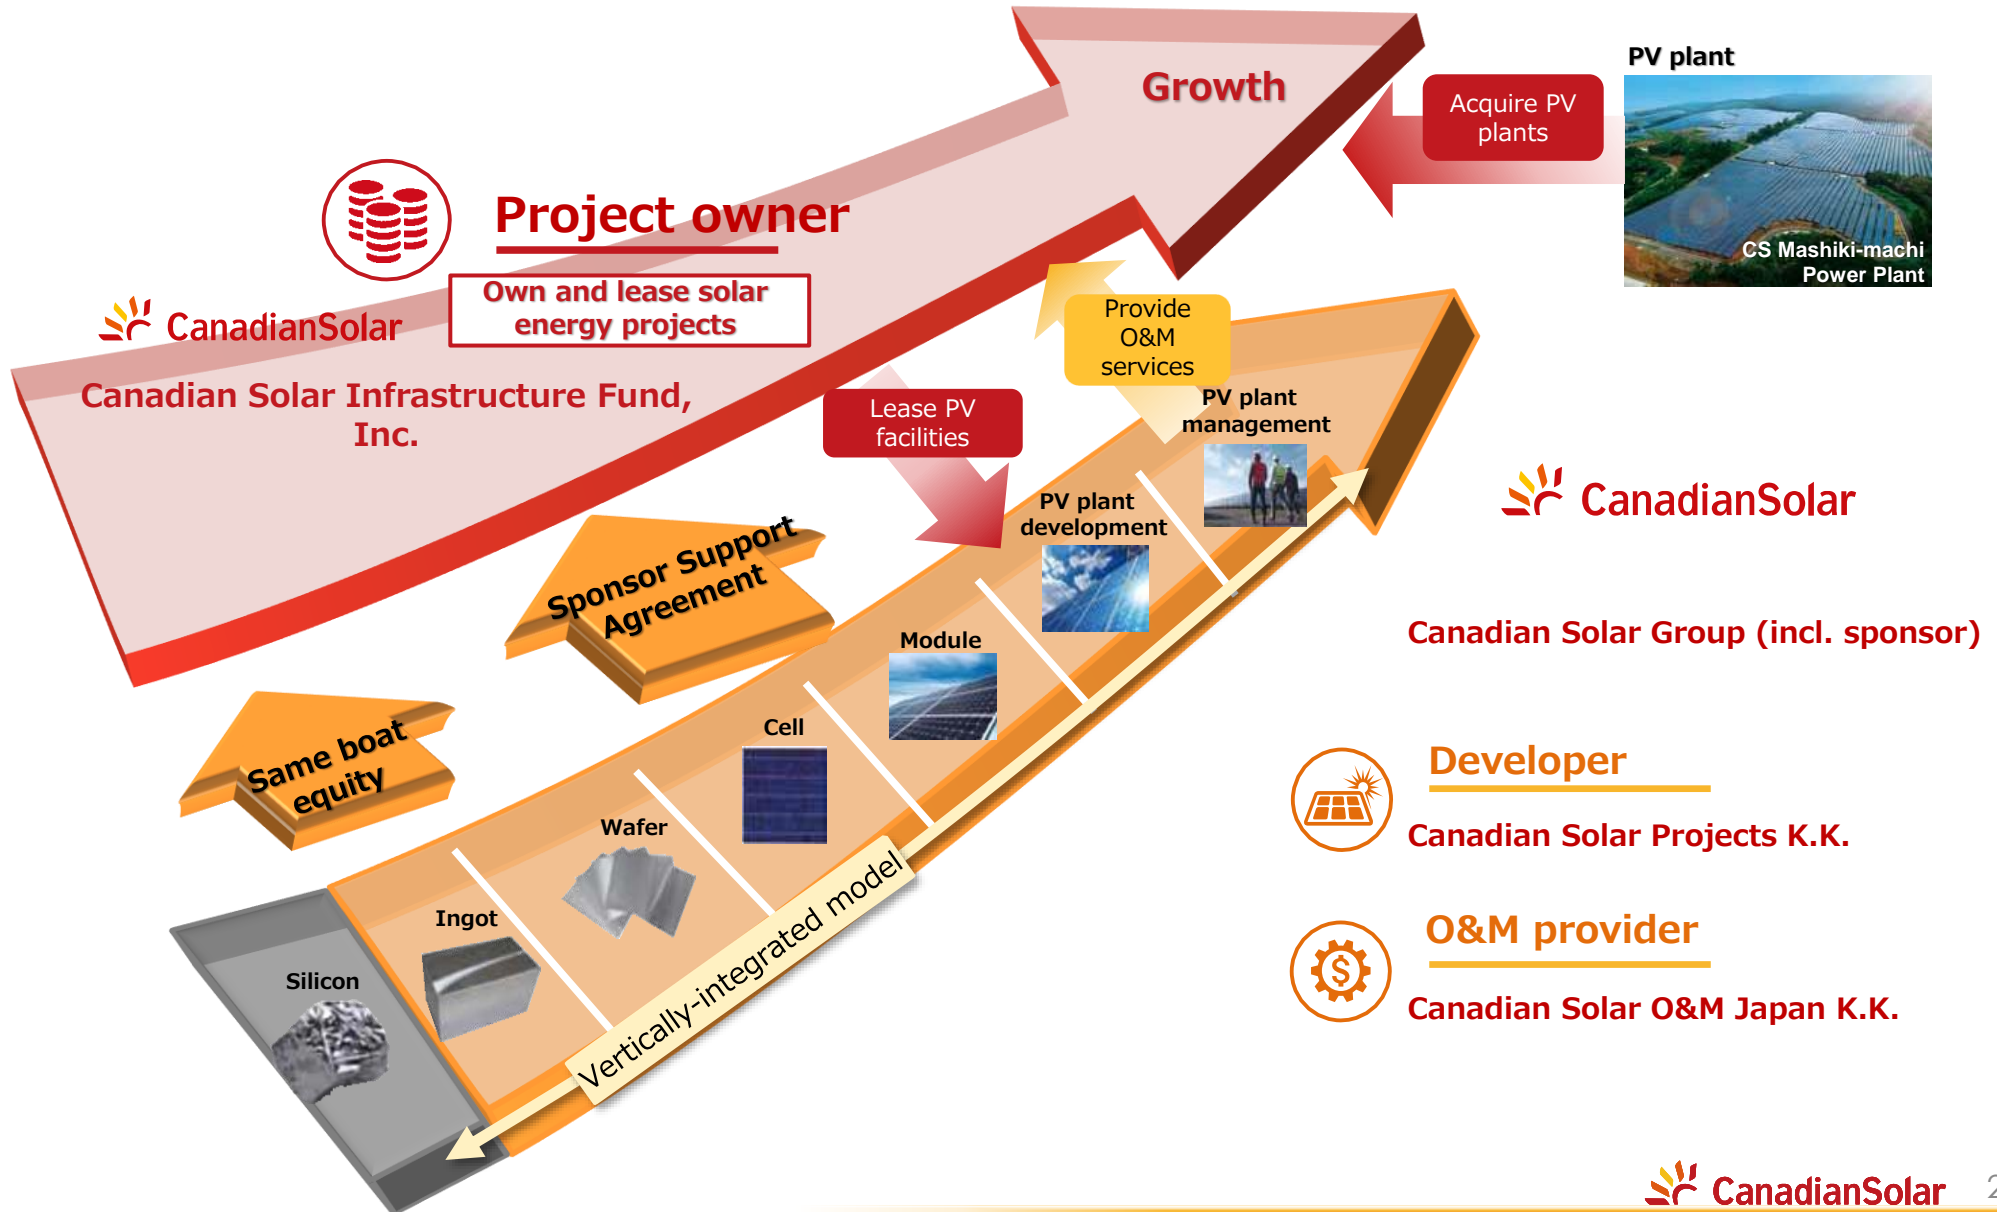 Growth
PV plant
Acquire PV
plants
CS Mashiki-machi
Power Plant
Project owner
Own and lease solar
energy projects
CanadianSolar
Canadian Solar Infrastructure Fund,
Inc.
Provide
O&M
services
Lease PV
facilities
PV plant
management
PV plant
development
Sponsor Support
Agreement
Module
Same boat
equity
Cell
Wafer
Ingot
Silicon
Vertically-integrated model
CanadianSolar
Canadian Solar Group (incl. sponsor)
Developer
Canadian Solar Projects K.K.
O&M provider
$
Canadian Solar O&M Japan K.K.
CanadianSolar